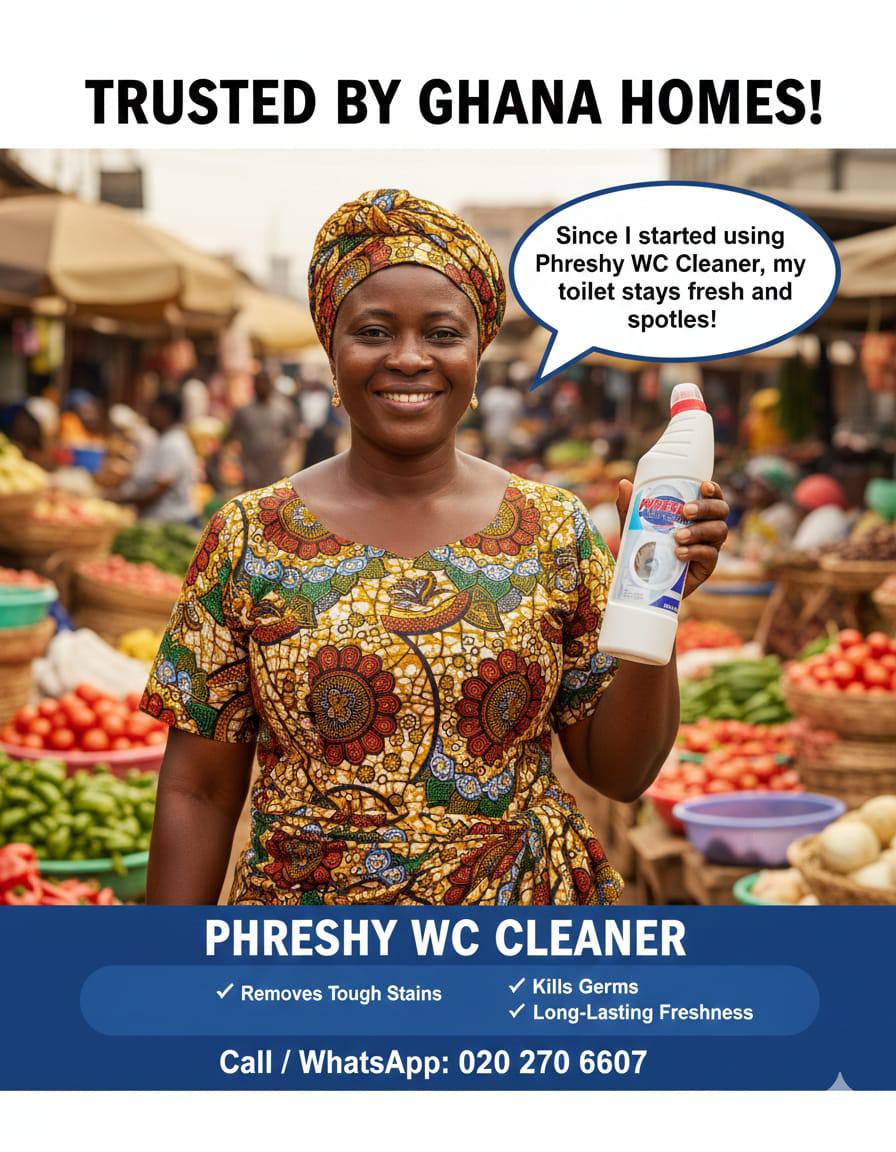 TRUSTED BY GHANA HOMES!
Since I started using
Phreshy WC Cleaner, my
toilet stays fresh and
spotles!
PHRESHY WC CLEANER
✓ Removes Tough Stains
✓ Kills Germs
✓ Long-Lasting Freshness
Call / WhatsApp: 020 270 6607